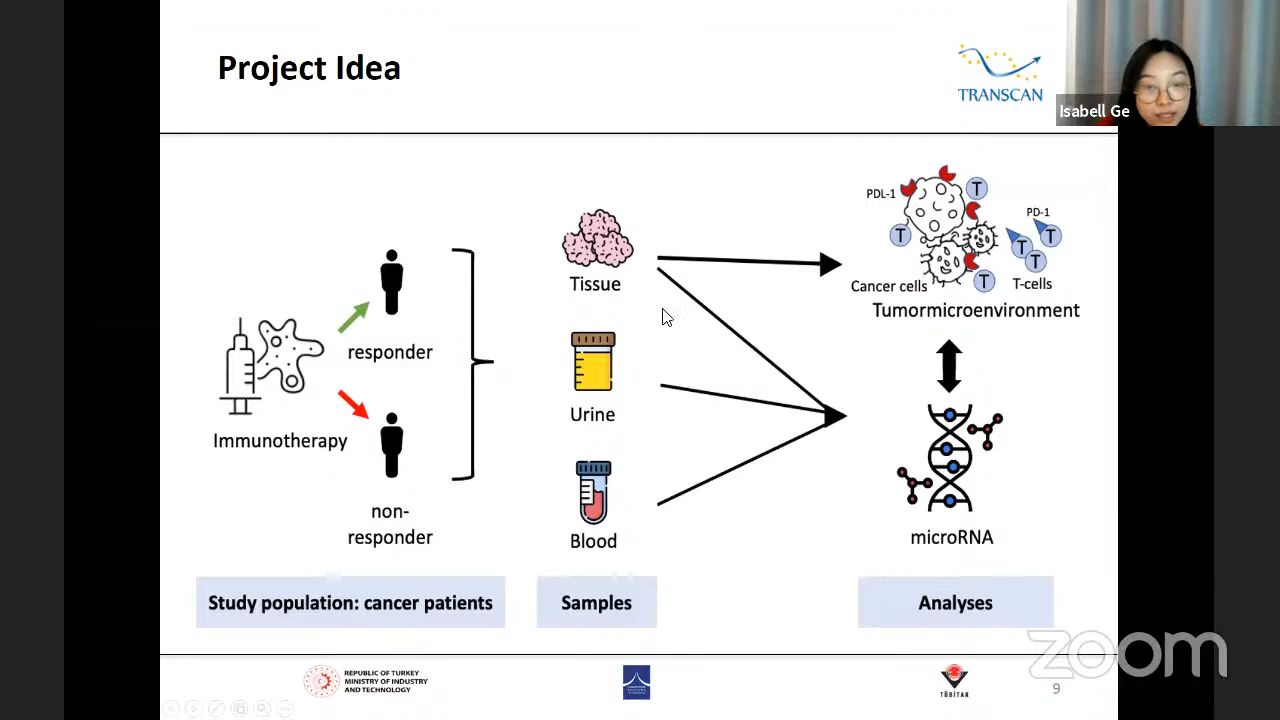 Project Idea
TRANSCAN
Isabell Ge
PDL-1
T
T
PD-1
T
T
T
T
Cancer cells
T-cells
Tumormicroenvironment
Tissue
responder
Urine
Immunotherapy
non-
responder
Blood
microRNA
Study population: cancer patients
Samples
Analyses
zoom
REPUBLIC OF TURKEY
MINISTRY OF INDUSTRY
AND TECHNOLOGY
TÜBİTAK
9